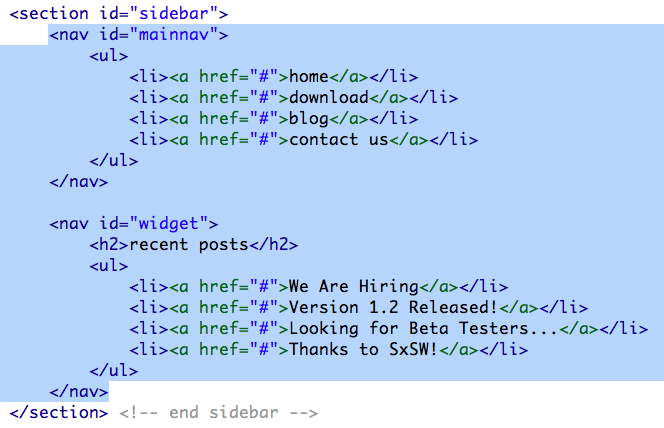 <section id="sidebar">
    <nav id="mainnav">
        <ul>
            <li><a href="#">home</a></li>
            <li><a href="#">download</a></li>
            <li><a href="#">blog</a></li>
            <li><a href="#">contact us</a></li>
        </ul>
    </nav>

    <nav id="widget">
        <h2>recent posts</h2>
        <ul>
            <li><a href="#">We Are Hiring</a></li>
            <li><a href="#">Version 1.2 Released!</a></li>
            <li><a href="#">Looking for Beta Testers...</a></li>
            <li><a href="#">Thanks to SxSW!</a></li>
        </ul>
    </nav>
</section> <!-- end sidebar -->